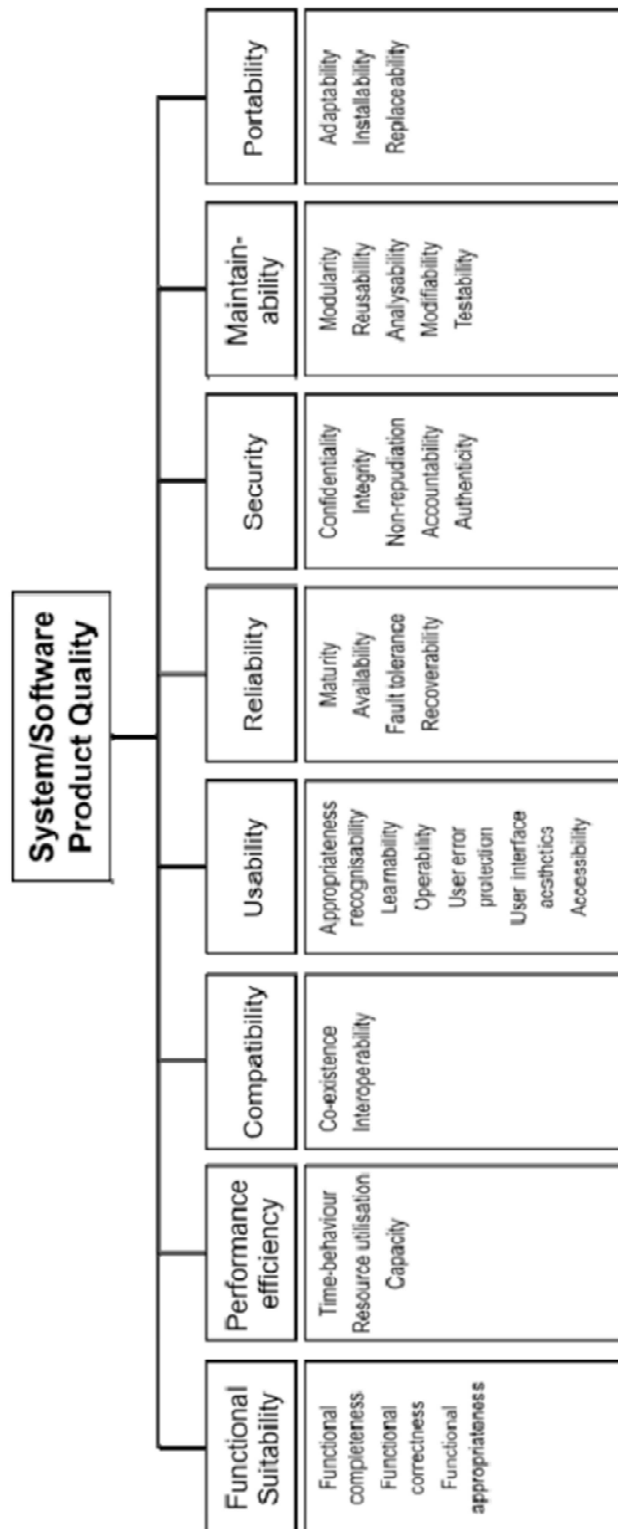 System/Software
Product Quality
Functional
Suitability
Functional
completeness
Functional
correctness
Functional
appropriateness
Performance
efficiency
Time-behaviour
Resource utilisation
Capacity
Compatibility
Co-existence
Interoperability
Usability
Appropriateness
recognisability
Learnability
Operability
User error
protection
User interface
aesthetics
Accessibility
Reliability
Maturity
Availability
Fault tolerance
Recoverability
Security
Confidentiality
Integrity
Non-repudiation
Accountability
Authenticity
Maintain-
ability
Modularity
Reusability
Analysability
Modifiability
Testability
Portability
Adaptability
Installability
Replaceability